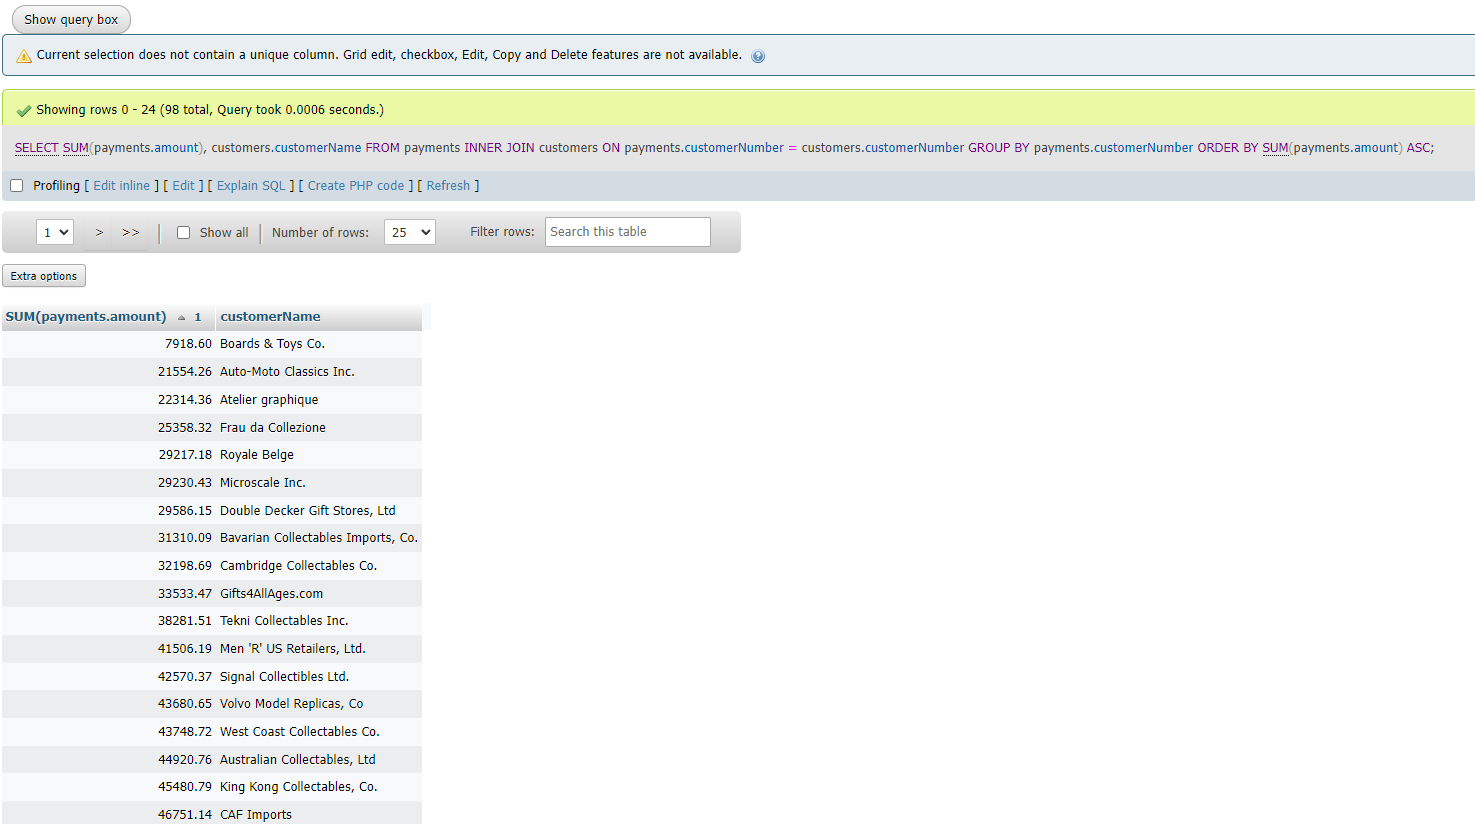 Show query box
Current selection does not contain a unique column. Grid edit, checkbox, Edit, Copy and Delete features are not available.
Showing rows 0 - 24 (98 total, Query took 0.0006 seconds.)
SELECT SUM(payments.amount), customers.customerName FROM payments INNER JOIN customers ON payments.customerNumber = customers.customerNumber GROUP BY payments.customerNumber ORDER BY SUM(payments.amount) ASC;
Profiling [ Edit inline ] [ Edit ] [ Explain SQL ] [ Create PHP code ] [ Refresh ]
1 > >> Show all Number of rows: 25 Filter rows: Search this table
Extra options
SUM(payments.amount) 1 customerName
7918.60 Boards & Toys Co.
21554.26 Auto-Moto Classics Inc.
22314.36 Atelier graphique
25358.32 Frau da Collezione
29217.18 Royale Belge
29230.43 Microscale Inc.
29586.15 Double Decker Gift Stores, Ltd
31310.09 Bavarian Collectables Imports, Co.
32198.69 Cambridge Collectables Co.
33533.47 Gifts4AllAges.com
38281.51 Tekni Collectables Inc.
41506.19 Men 'R' US Retailers, Ltd.
42570.37 Signal Collectibles Ltd.
43680.65 Volvo Model Replicas, Co
43748.72 West Coast Collectables Co.
44920.76 Australian Collectables, Ltd
45480.79 King Kong Collectables, Co.
46751.14 CAF Imports